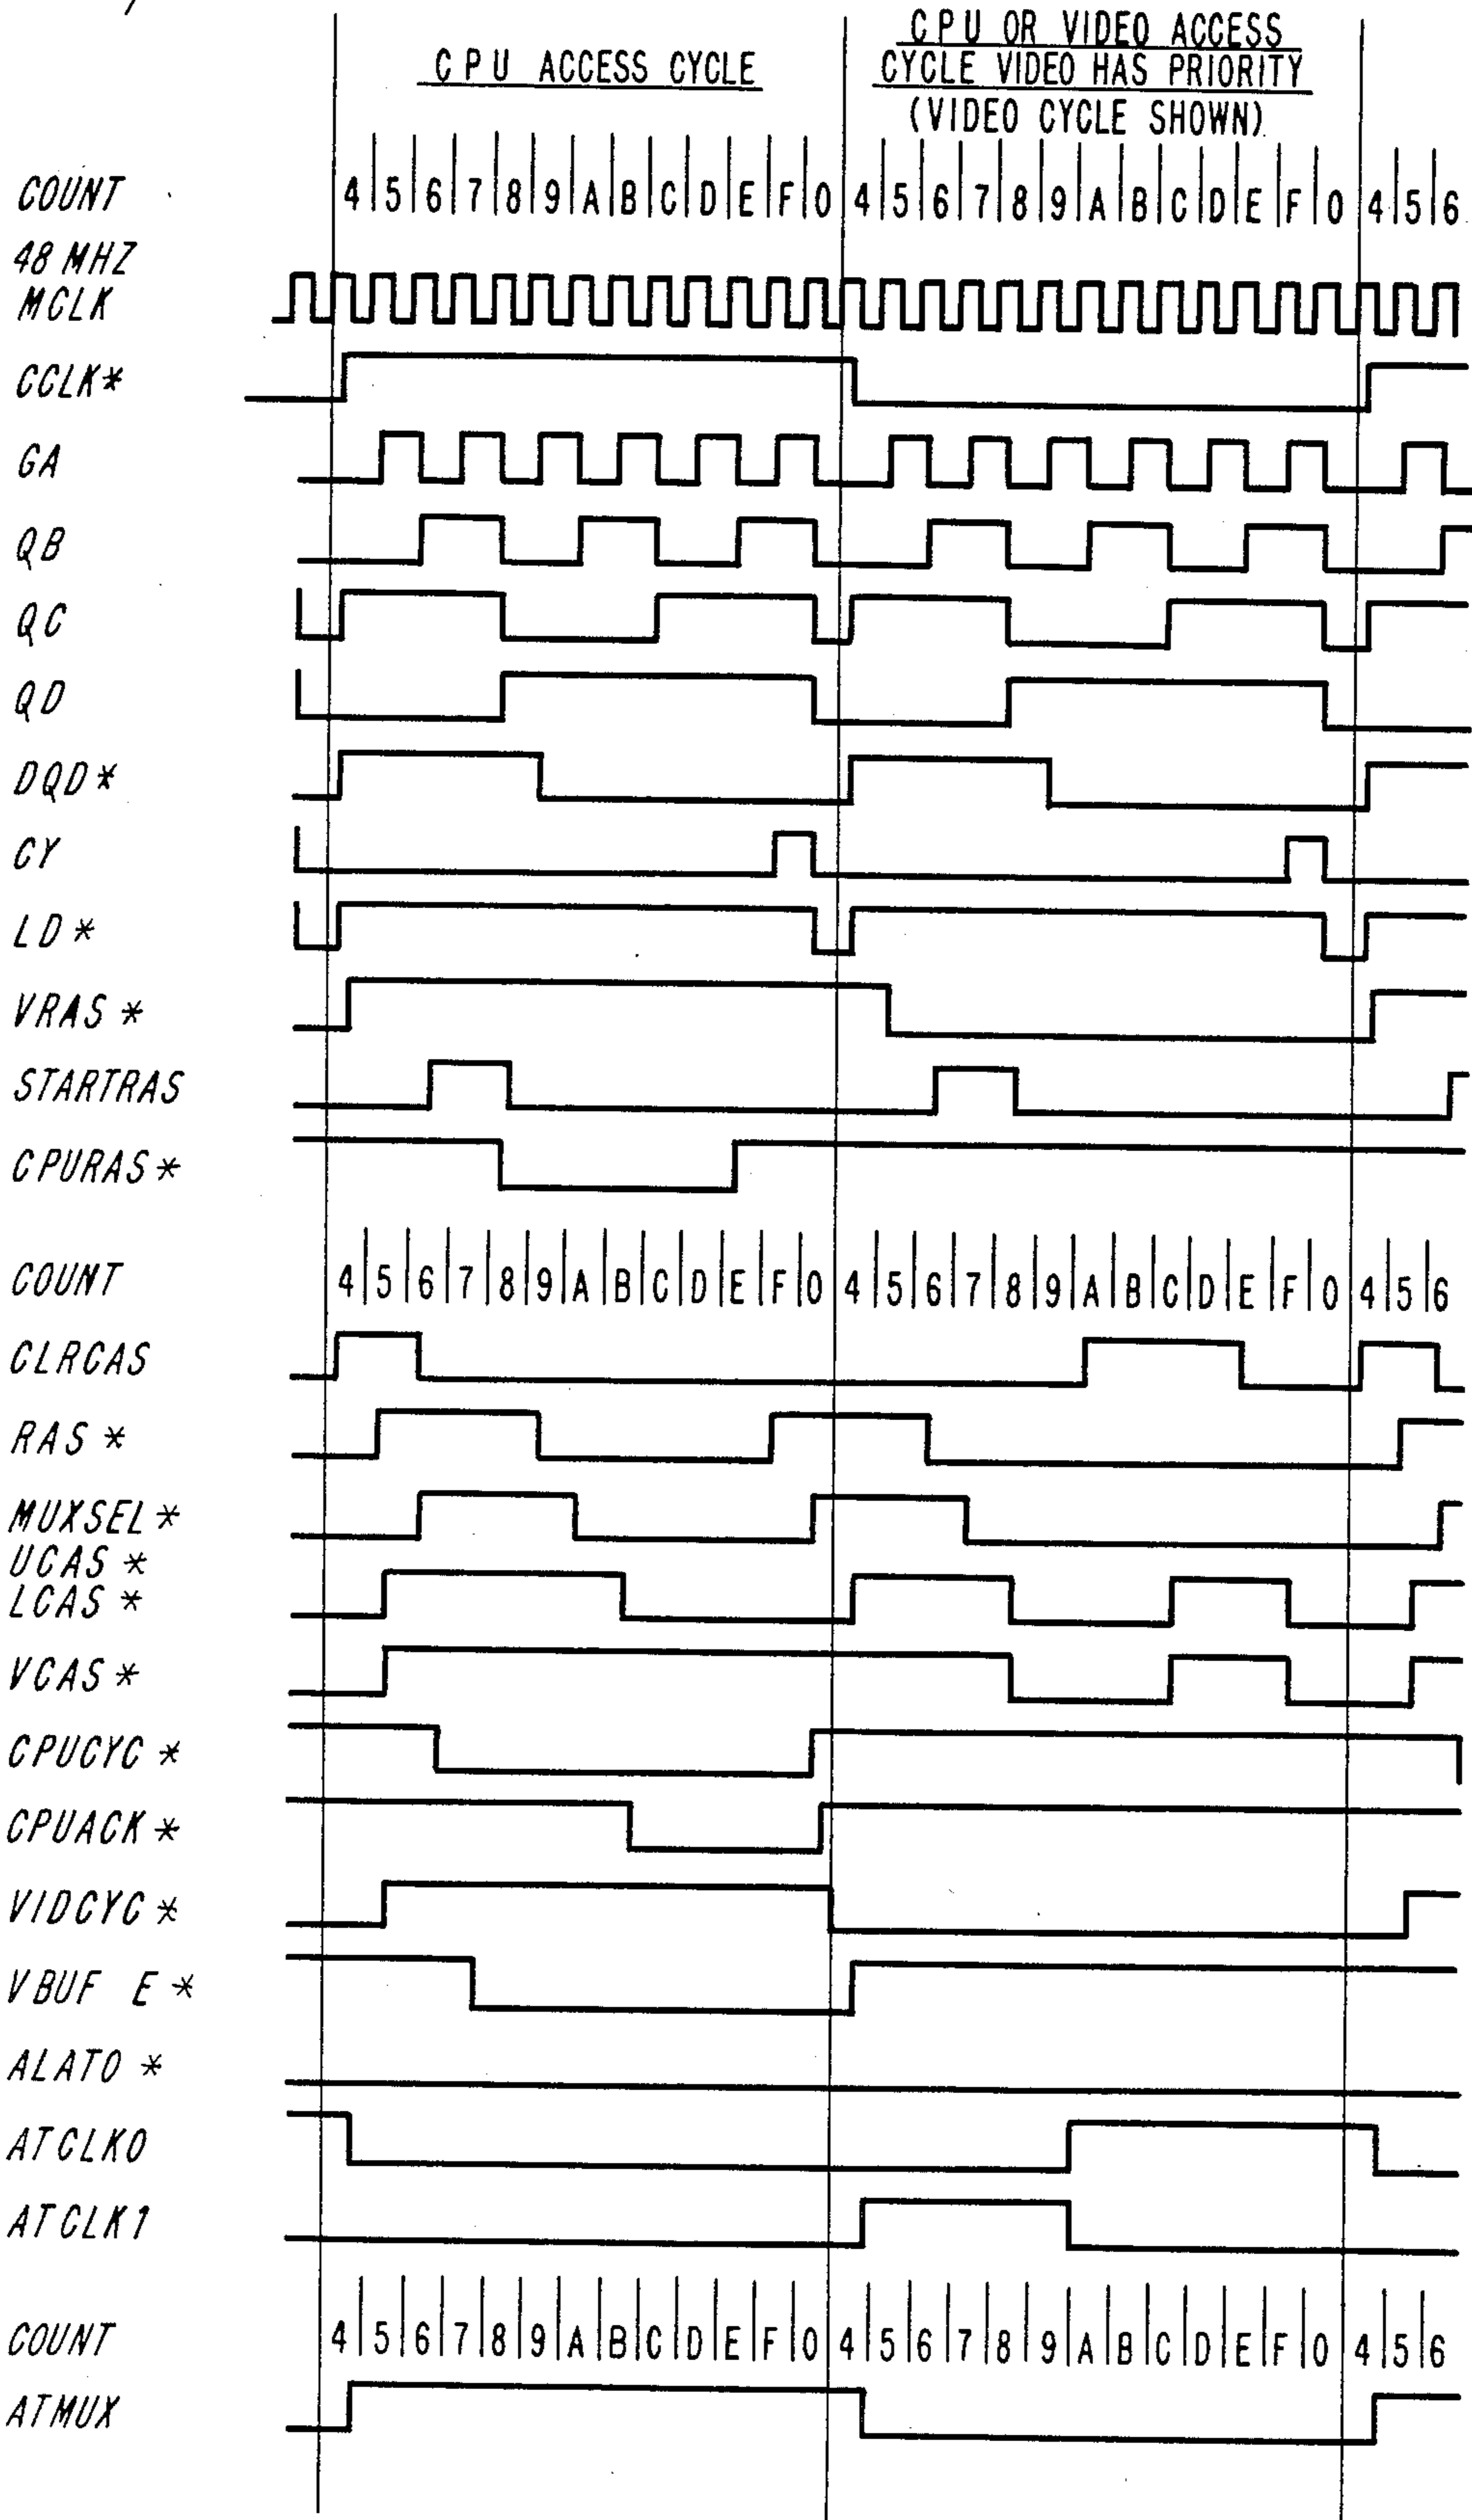 CPU ACCESS CYCLE
CPU OR VIDEO ACCESS
CYCLE VIDEO HAS PRIORITY
(VIDEO CYCLE SHOWN)
COUNT 4 5 6 7 8 9 A B C D E F 0 4 5 6 7 8 9 A B C D E F 0 4 5 6
48 MHZ
MCLK
CCLK*
GA
QB
QC
QD
DQD*
CY
LD*
VRAS*
STARTRAS
CPURAS*
COUNT 4 5 6 7 8 9 A B C D E F 0 4 5 6 7 8 9 A B C D E F 0 4 5 6
CLRCAS
RAS*
MUXSEL*
UCAS*
LCAS*
VCAS*
CPUCYC*
CPUACK*
VIDCYC*
VBUF E*
ALATO*
ATCLKO
ATCLK1
COUNT 4 5 6 7 8 9 A B C D E F 0 4 5 6 7 8 9 A B C D E F 0 4 5 6
ATMUX